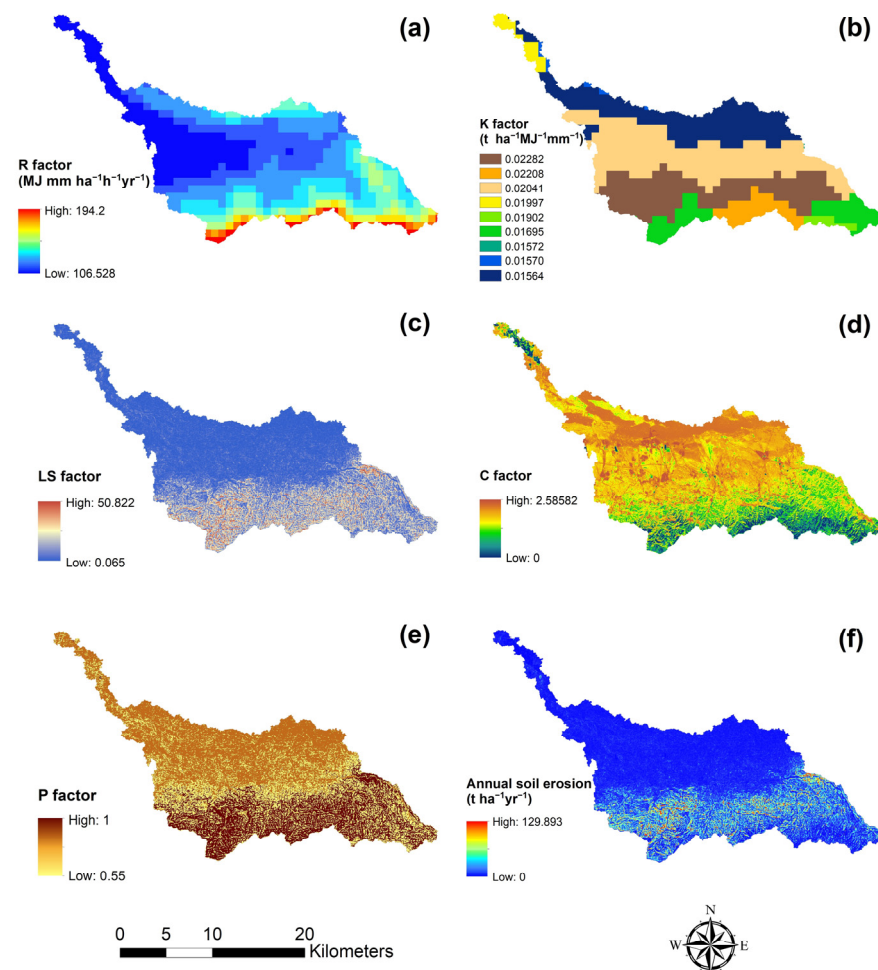 (a)
R factor
(MJ mm ha⁻¹h⁻¹yr⁻¹)
High: 194.2
Low: 106.528
(b)
K factor
(t ha⁻¹MJ⁻¹mm⁻¹)
0.02282
0.02208
0.02041
0.01997
0.01902
0.01695
0.01572
0.01570
0.01564
(c)
LS factor
High: 50.822
Low: 0.065
(d)
C factor
High: 2.58582
Low: 0
(e)
P factor
High: 1
Low: 0.55
(f)
Annual soil erosion
(t ha⁻¹yr⁻¹)
High: 129.893
Low: 0
0 5 10 20
Kilometers
N
W E
S